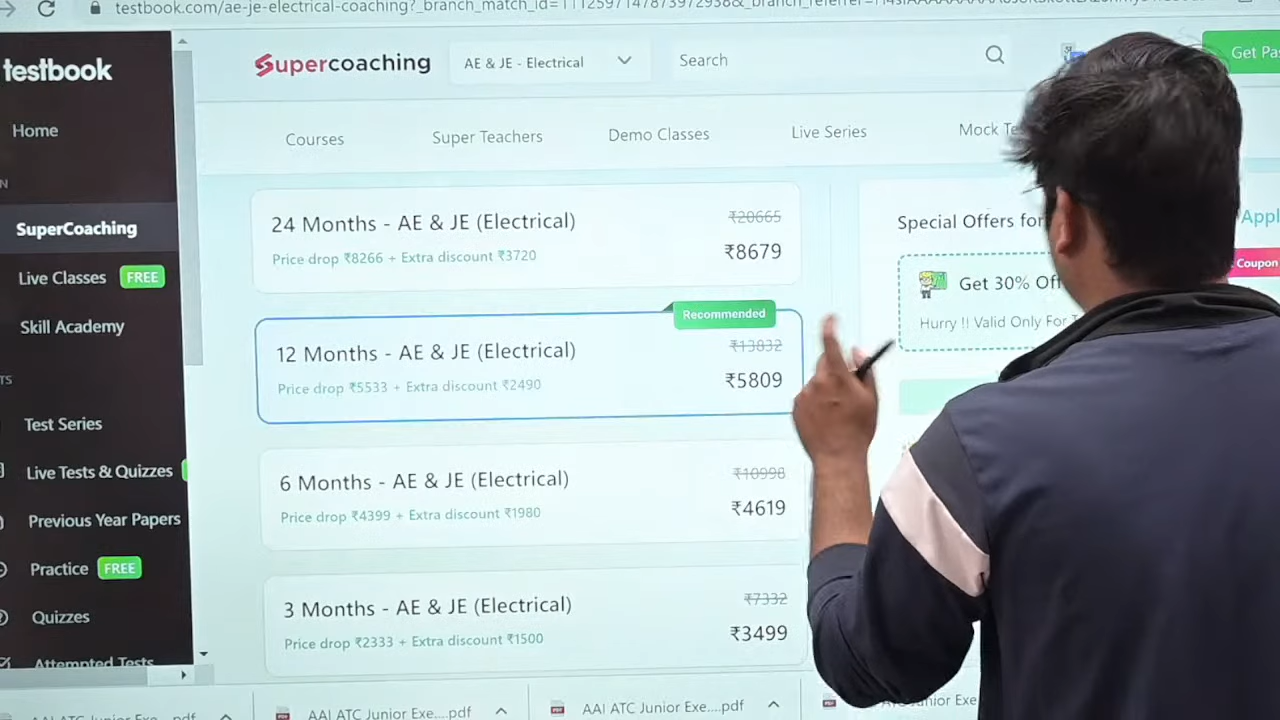 testbook.com/ae-je-electrical-coaching?_branch_match_id=
testbook
Supercoaching
AE & JE - Electrical
Search
Get
Home
Courses
Super Teachers
Demo Classes
Live Series
Mock
SuperCoaching
Live Classes FREE
Skill Academy
Test Series
Live Tests & Quizzes
Previous Year Papers
Practice FREE
Quizzes
Attempted Tests
24 Months - AE & JE (Electrical)
₹20665
Price drop ₹8266 + Extra discount ₹3720
₹8679
Recommended
12 Months - AE & JE (Electrical)
₹13832
Price drop ₹5533 + Extra discount ₹2490
₹5809
6 Months - AE & JE (Electrical)
₹10998
Price drop ₹4399 + Extra discount ₹1980
₹4619
3 Months - AE & JE (Electrical)
₹7332
Price drop ₹2333 + Extra discount ₹1500
₹3499
Special Offers for
Coupon
Get 30% Off
Hurry !! Valid Only For
AAI ATC Junior Exe....pdf
AAI ATC Junior Exe....pdf
AAI ATC Junior Exe....pdf